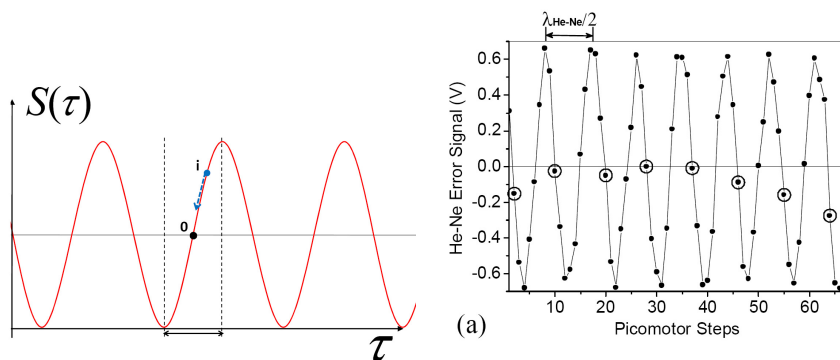 S(τ)
i
0
τ
λHe-Ne/2
He-Ne Error Signal (V)
0.6
0.4
0.2
0.0
-0.2
-0.4
-0.6
10 20 30 40 50 60
Picomotor Steps
(a)